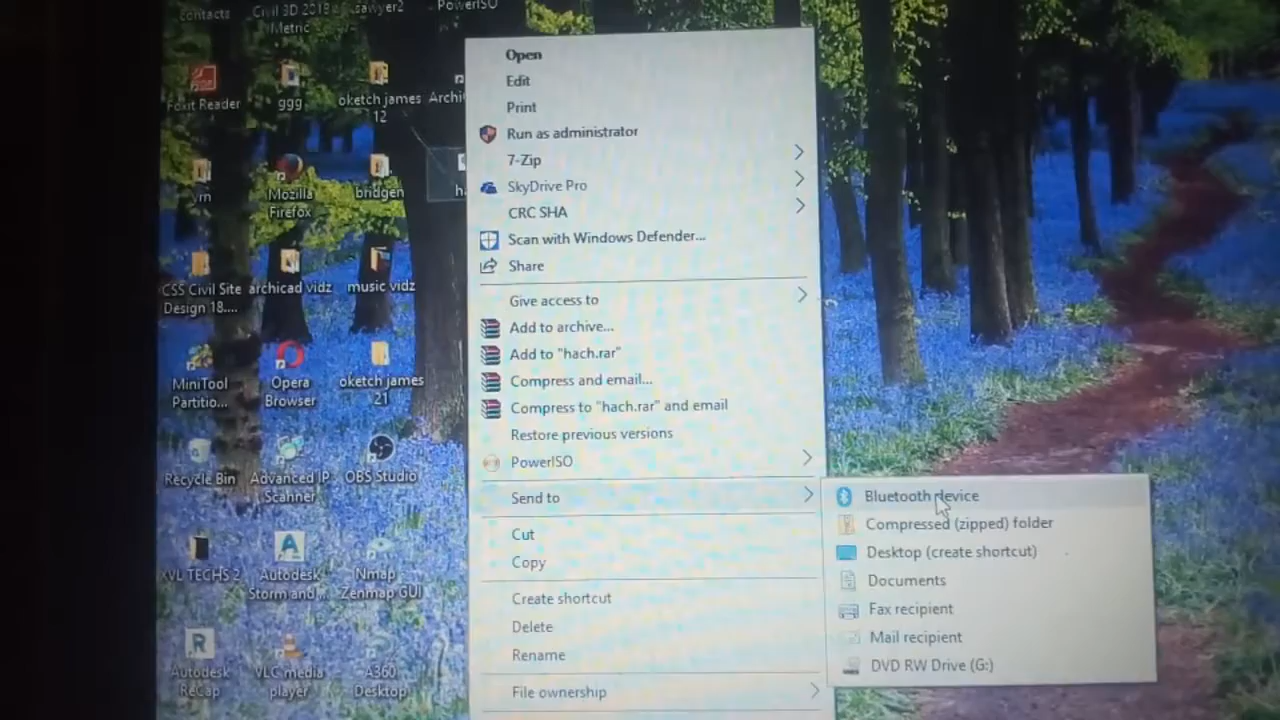 contacts
Civil 3D 2018
Metric
sawyer2
PowerISO
Foxit Reader
ggg
oketch james
12
Archi
Mozilla
Firefox
bridgen
CSS Civil Site
Design 18....
archicad vidz
music vidz
MiniTool
Partitio...
Opera
Browser
oketch james
21
Recycle Bin
Advanced IP
Scanner
OBS Studio
TECHS 2
Autodesk
Storm and ...
Nmap
Zenmap GUI
Autodesk
ReCap
VLC media
player
A360
Desktop
Open
Edit
Print
Run as administrator
7-Zip
SkyDrive Pro
CRC SHA
Scan with Windows Defender...
Share
Give access to
Add to archive...
Add to "hach.rar"
Compress and email...
Compress to "hach.rar" and email
Restore previous versions
PowerISO
Send to
Cut
Copy
Create shortcut
Delete
Rename
File ownership
Bluetooth device
Compressed (zipped) folder
Desktop (create shortcut)
Documents
Fax recipient
Mail recipient
DVD RW Drive (G:)